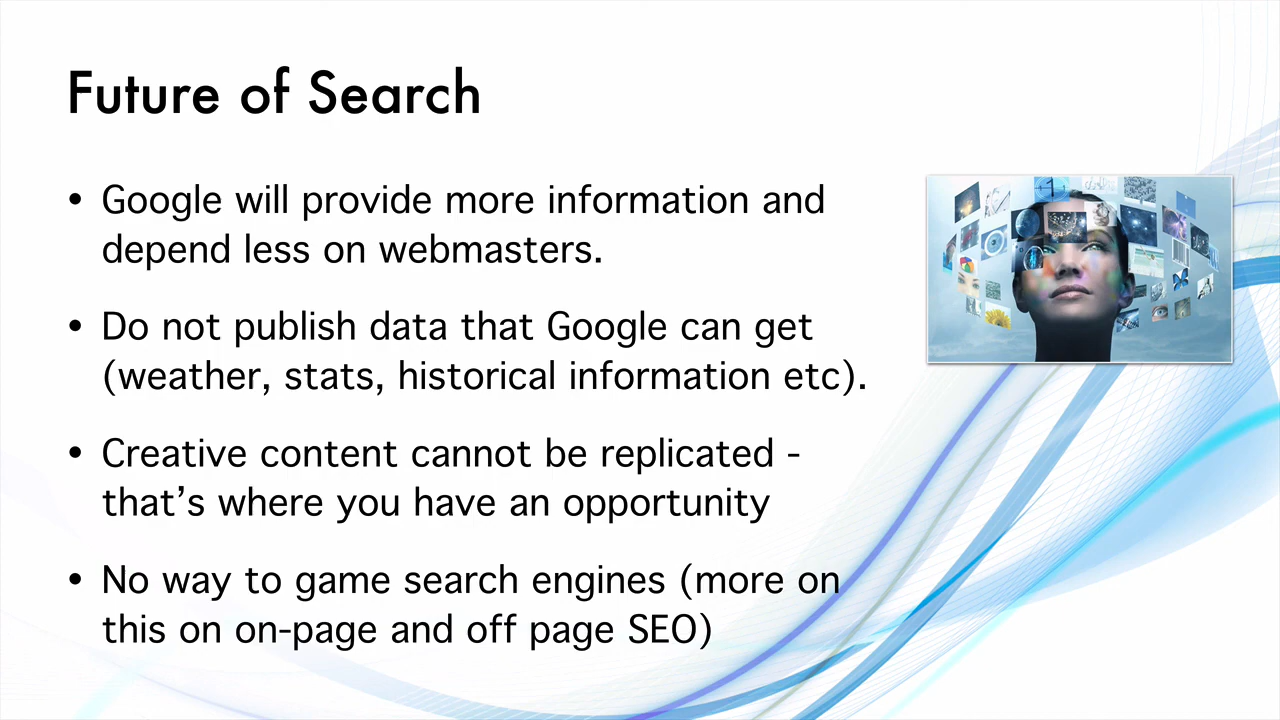 Future of Search
• Google will provide more information and
depend less on webmasters.
• Do not publish data that Google can get
(weather, stats, historical information etc).
• Creative content cannot be replicated -
that’s where you have an opportunity
• No way to game search engines (more on
this on on-page and off page SEO)